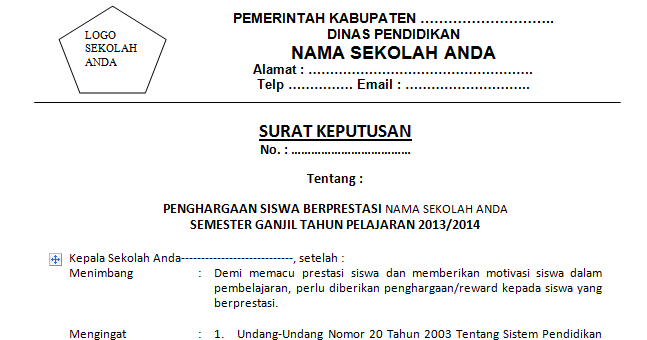 LOGO
SEKOLAH
ANDA
PEMERINTAH KABUPATEN ............................
DINAS PENDIDIKAN
NAMA SEKOLAH ANDA
Alamat : ....................................................
Telp ............... Email : .............................
SURAT KEPUTUSAN
No. : ......................................
Tentang :
PENGHARGAAN SISWA BERPRESTASI NAMA SEKOLAH ANDA
SEMESTER GANJIL TAHUN PELAJARAN 2013/2014
Kepala Sekolah Anda----------------------------, setelah :
Menimbang : Demi memacu prestasi siswa dan memberikan motivasi siswa dalam
pembelajaran, perlu diberikan penghargaan/reward kepada siswa yang
berprestasi.
Mengingat : 1. Undang-Undang Nomor 20 Tahun 2003 Tentang Sistem Pendidikan